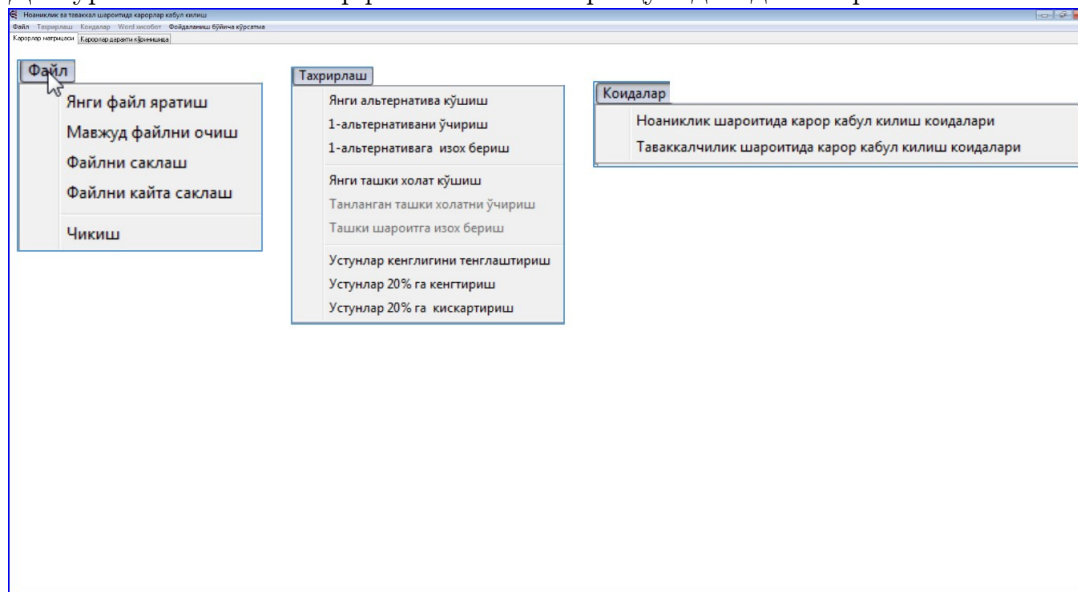 Ноаниклик ва таваккал шароитида карорлар кабул килиш
Файл Тахрирлаш Коидалар Word хисобот Фойдаланиш бўйича кўрсатма
Карорлар матрицаси Карорлар дарахти кўринишида
Файл
Янги файл яратиш
Мавжуд файлни очиш
Файлни саклаш
Файлни кайта саклаш
Чикиш
Тахрирлаш
Янги альтернатива кўшиш
1-альтернативани ўчириш
1-альтернативага изох бериш
Янги ташки холат кўшиш
Танланган ташки холатни ўчириш
Ташки шароитга изох бериш
Устунлар кенглигини тенглаштириш
Устунлар 20% га кенгтириш
Устунлар 20% га кискартириш
Коидалар
Ноаниклик шароитида карор кабул килиш коидалари
Таваккалчилик шароитида карор кабул килиш коидалари